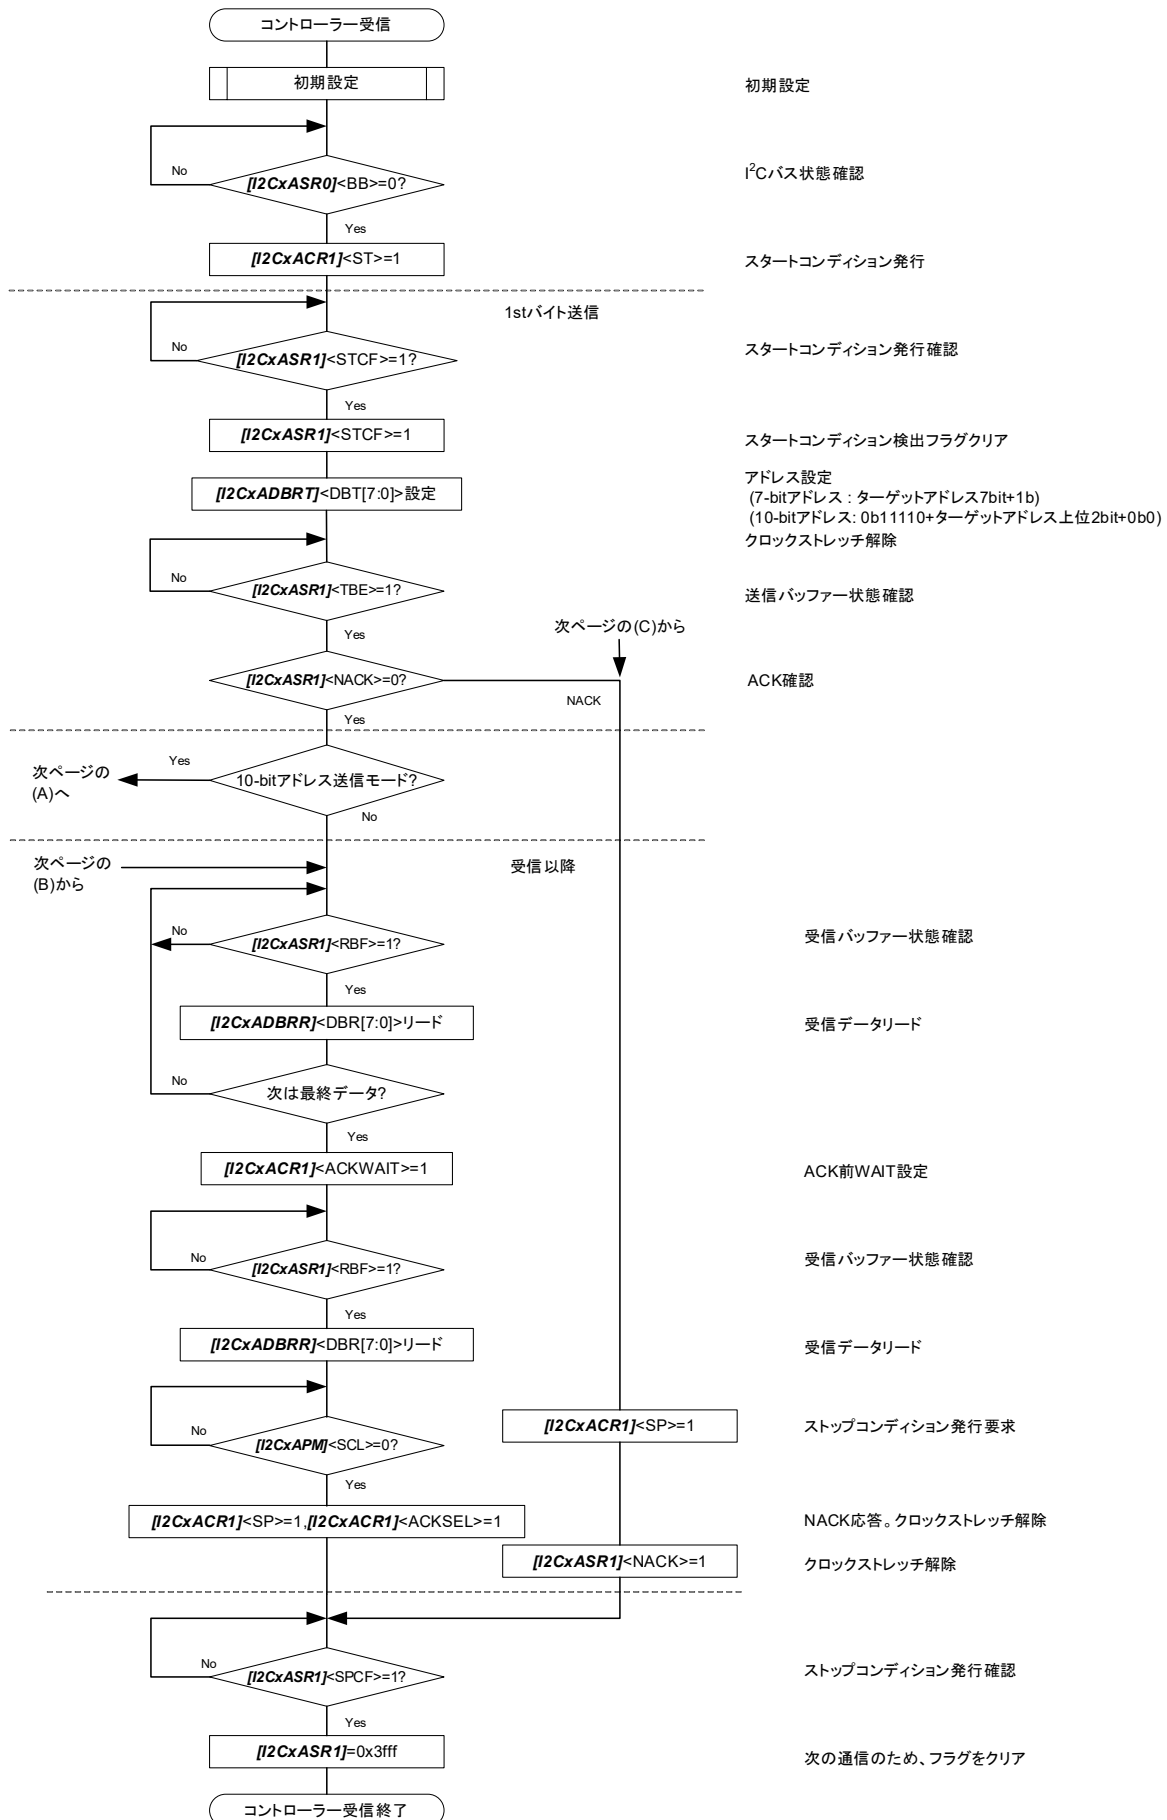 コントローラー受信
初期設定
初期設定
No
[I2CxASR0]<BB>=0?
I²Cバス状態確認
Yes
[I2CxACR1]<ST>=1
スタートコンディション発行
1stバイト送信
No
[I2CxASR1]<STCF>=1?
スタートコンディション発行確認
Yes
[I2CxASR1]<STCF>=1
スタートコンディション検出フラグクリア
[I2CxADBRT]<DBT[7:0]>設定
アドレス設定
(7-bitアドレス : ターゲットアドレス7bit+1b)
(10-bitアドレス: 0b11110+ターゲットアドレス上位2bit+0b0)
クロックストレッチ解除
No
[I2CxASR1]<TBE>=1?
送信バッファー状態確認
Yes
次ページの(C)から
[I2CxASR1]<NACK>=0?
ACK確認
NACK
Yes
Yes
次ページの
(A)へ
10-bitアドレス送信モード?
No
次ページの
(B)から
受信以降
No
[I2CxASR1]<RBF>=1?
受信バッファー状態確認
Yes
[I2CxADBRR]<DBR[7:0]>リード
受信データリード
No
次は最終データ?
Yes
[I2CxACR1]<ACKWAIT>=1
ACK前WAIT設定
No
[I2CxASR1]<RBF>=1?
受信バッファー状態確認
Yes
[I2CxADBRR]<DBR[7:0]>リード
受信データリード
[I2CxACR1]<SP>=1
ストップコンディション発行要求
No
[I2CxAPM]<SCL>=0?
Yes
[I2CxACR1]<SP>=1,[I2CxACR1]<ACKSEL>=1
NACK応答。クロックストレッチ解除
[I2CxASR1]<NACK>=1
クロックストレッチ解除
No
[I2CxASR1]<SPCF>=1?
ストップコンディション発行確認
Yes
[I2CxASR1]=0x3fff
次の通信のため、フラグをクリア
コントローラー受信終了